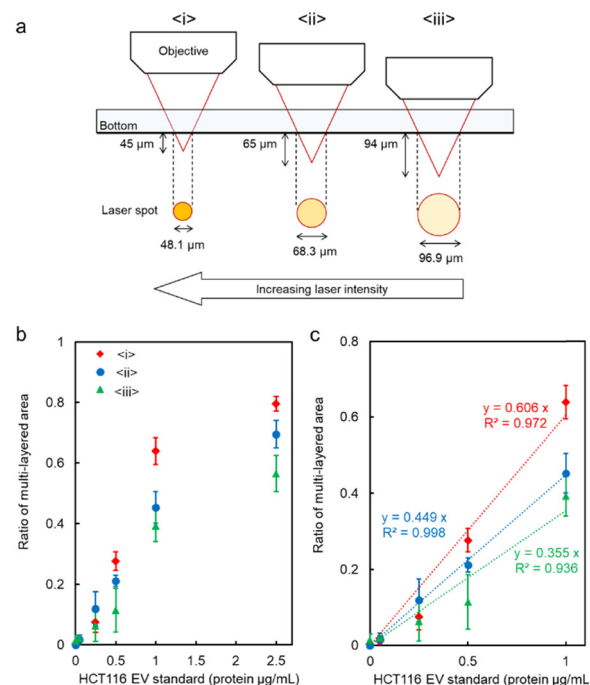 a
<i>
<ii>
<iii>
Objective
Bottom
45 µm
65 µm
94 µm
Laser spot
48.1 µm
68.3 µm
96.9 µm
Increasing laser intensity
b
Ratio of multi-layered area
1
0.8
0.6
0.4
0.2
0
<i>
<ii>
<iii>
0 0.5 1.0 1.5 2.0 2.5
HCT116 EV standard (protein µg/mL)
c
Ratio of multi-layered area
0.8
0.6
0.4
0.2
0
y = 0.606 x
R² = 0.972
y = 0.449 x
R² = 0.998
y = 0.355 x
R² = 0.936
0 0.5 1
HCT116 EV standard (protein µg/mL)